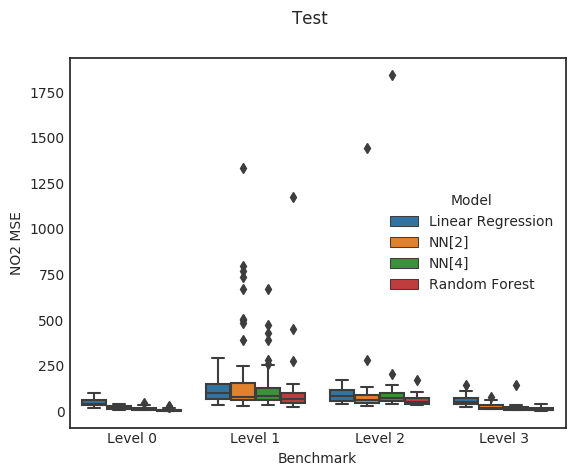 Test
NO2 MSE
1750
1500
1250
1000
750
500
250
0
Model
Linear Regression
NN[2]
NN[4]
Random Forest
Level 0
Level 1
Level 2
Level 3
Benchmark